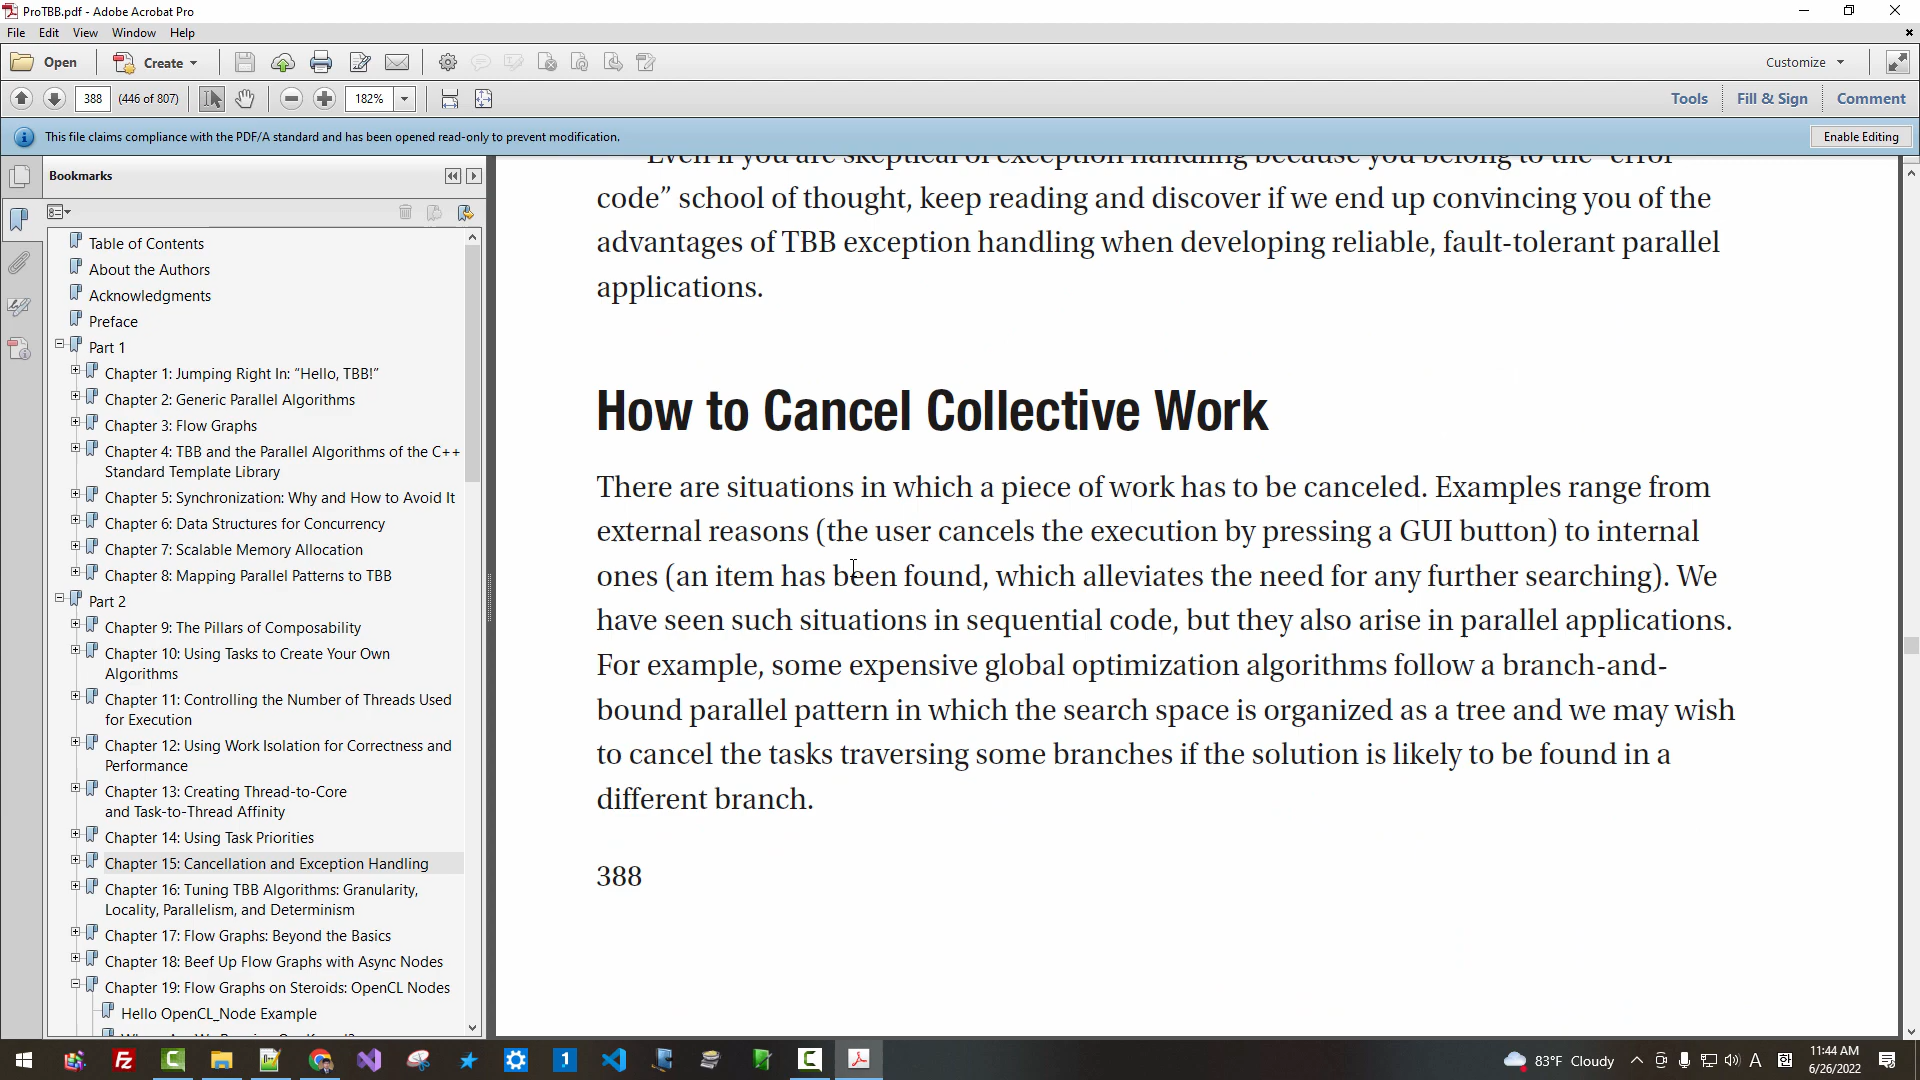 ProTBB.pdf - Adobe Acrobat Pro
File Edit View Window Help
Open Create Customize
388 (446 of 807) 182% Tools Fill & Sign Comment
This file claims compliance with the PDF/A standard and has been opened read-only to prevent modification. Enable Editing
Bookmarks
Table of Contents
About the Authors
Acknowledgments
Preface
Part 1
Chapter 1: Jumping Right In: “Hello, TBB!”
Chapter 2: Generic Parallel Algorithms
Chapter 3: Flow Graphs
Chapter 4: TBB and the Parallel Algorithms of the C++
Standard Template Library
Chapter 5: Synchronization: Why and How to Avoid It
Chapter 6: Data Structures for Concurrency
Chapter 7: Scalable Memory Allocation
Chapter 8: Mapping Parallel Patterns to TBB
Part 2
Chapter 9: The Pillars of Composability
Chapter 10: Using Tasks to Create Your Own
Algorithms
Chapter 11: Controlling the Number of Threads Used
for Execution
Chapter 12: Using Work Isolation for Correctness and
Performance
Chapter 13: Creating Thread-to-Core
and Task-to-Thread Affinity
Chapter 14: Using Task Priorities
Chapter 15: Cancellation and Exception Handling
Chapter 16: Tuning TBB Algorithms: Granularity,
Locality, Parallelism, and Determinism
Chapter 17: Flow Graphs: Beyond the Basics
Chapter 18: Beef Up Flow Graphs with Async Nodes
Chapter 19: Flow Graphs on Steroids: OpenCL Nodes
Hello OpenCL_Node Example
Even if you are skeptical of exception handling because you belong to the “error
code” school of thought, keep reading and discover if we end up convincing you of the
advantages of TBB exception handling when developing reliable, fault-tolerant parallel
applications.
How to Cancel Collective Work
There are situations in which a piece of work has to be canceled. Examples range from
external reasons (the user cancels the execution by pressing a GUI button) to internal
ones (an item has been found, which alleviates the need for any further searching). We
have seen such situations in sequential code, but they also arise in parallel applications.
For example, some expensive global optimization algorithms follow a branch-and-
bound parallel pattern in which the search space is organized as a tree and we may wish
to cancel the tasks traversing some branches if the solution is likely to be found in a
different branch.
388
83°F Cloudy A 11:44 AM
6/26/2022